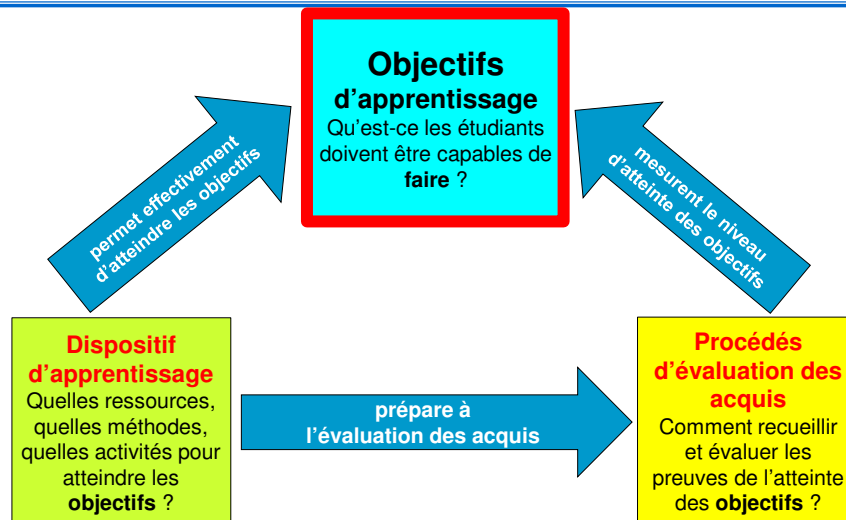 Objectifs
d'apprentissage
Qu'est-ce les étudiants
doivent être capables de
faire ?
permet effectivement
d'atteindre les objectifs
mesurent le niveau
d'atteinte des objectifs
Dispositif
d'apprentissage
Quelles ressources,
quelles méthodes,
quelles activités pour
atteindre les
objectifs ?
prépare à
l'évaluation des acquis
Procédés
d'évaluation des
acquis
Comment recueillir
et évaluer les
preuves de l'atteinte
des objectifs ?